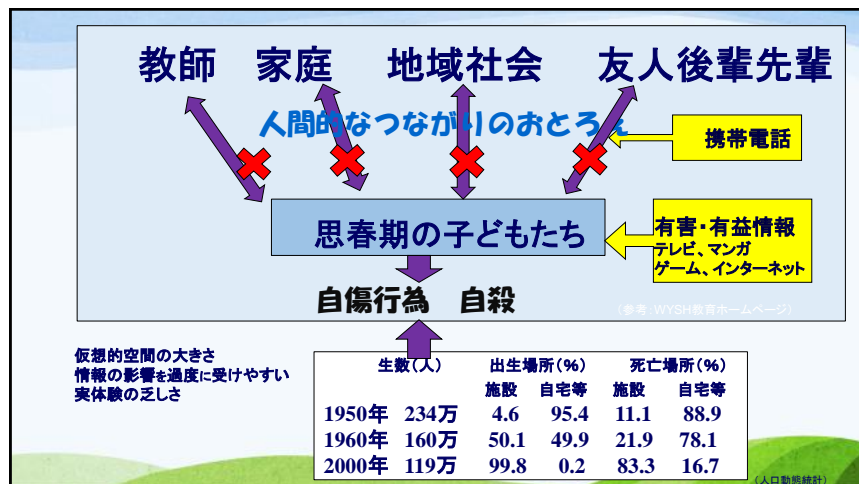 教師 家庭 地域社会 友人後輩先輩
人間的なつながりのおとろえ
携帯電話
思春期の子どもたち
有害・有益情報
テレビ、マンガ
ゲーム、インターネット
自傷行為 自殺
(参考:WYSH教育ホームページ)
仮想的空間の大きさ
情報の影響を過度に受けやすい
実体験の乏しさ
生数(人) 出生場所(%) 死亡場所(%)
施設 自宅等 施設 自宅等
1950年 234万 4.6 95.4 11.1 88.9
1960年 160万 50.1 49.9 21.9 78.1
2000年 119万 99.8 0.2 83.3 16.7
(人口動態統計)